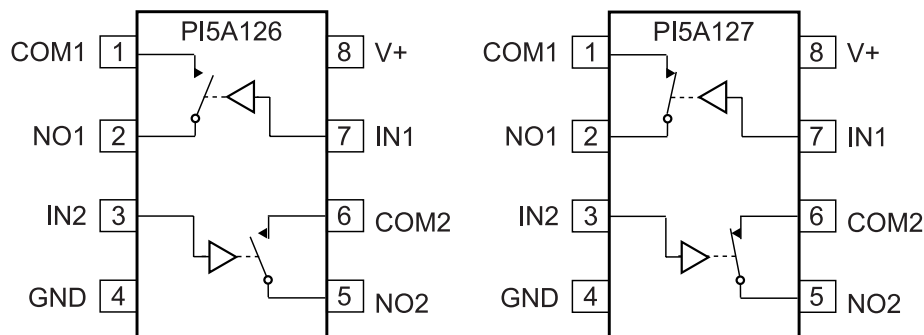 PI5A126
COM1 1
8 V+
NO1 2
7 IN1
IN2 3
6 COM2
GND 4
5 NO2
PI5A127
COM1 1
8 V+
NO1 2
7 IN1
IN2 3
6 COM2
GND 4
5 NO2